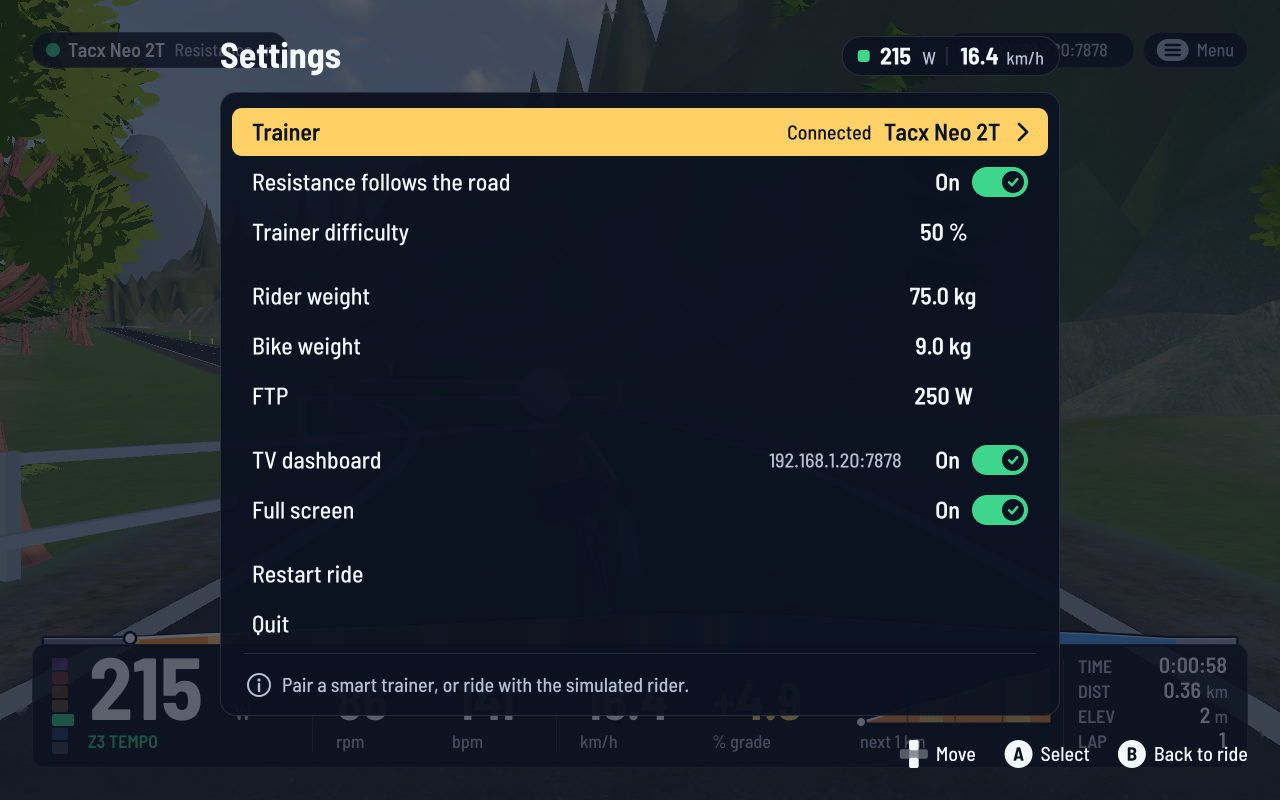 Tacx Neo 2T
Settings
215 W 16.4 km/h
Menu
Trainer Connected Tacx Neo 2T
Resistance follows the road On
Trainer difficulty 50 %
Rider weight 75.0 kg
Bike weight 9.0 kg
FTP 250 W
TV dashboard 192.168.1.20:7878 On
Full screen On
Restart ride
Quit
Pair a smart trainer, or ride with the simulated rider.
215
Z3 TEMPO
rpm
bpm
km/h
+4.9
% grade
TIME 0:00:58
DIST 0.36 km
ELEV 2 m
LAP 1
Move A Select B Back to ride